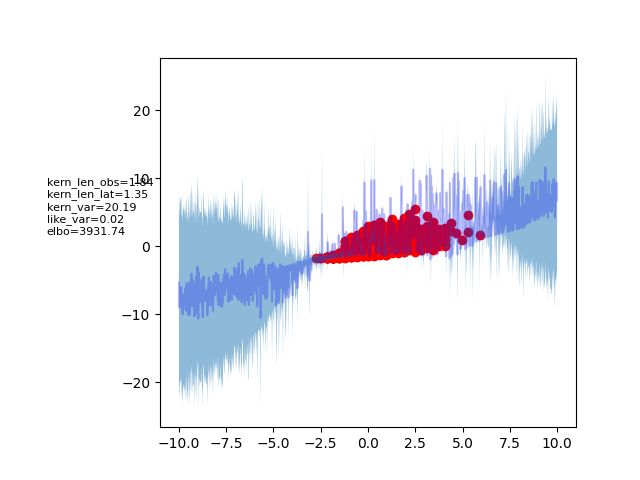 20
10
kern_len_obs=1.84
kern_len_lat=1.35
kern_var=20.19
like_var=0.02
elbo=3931.74
0
−10
−20
−10.0 −7.5 −5.0 −2.5 0.0 2.5 5.0 7.5 10.0